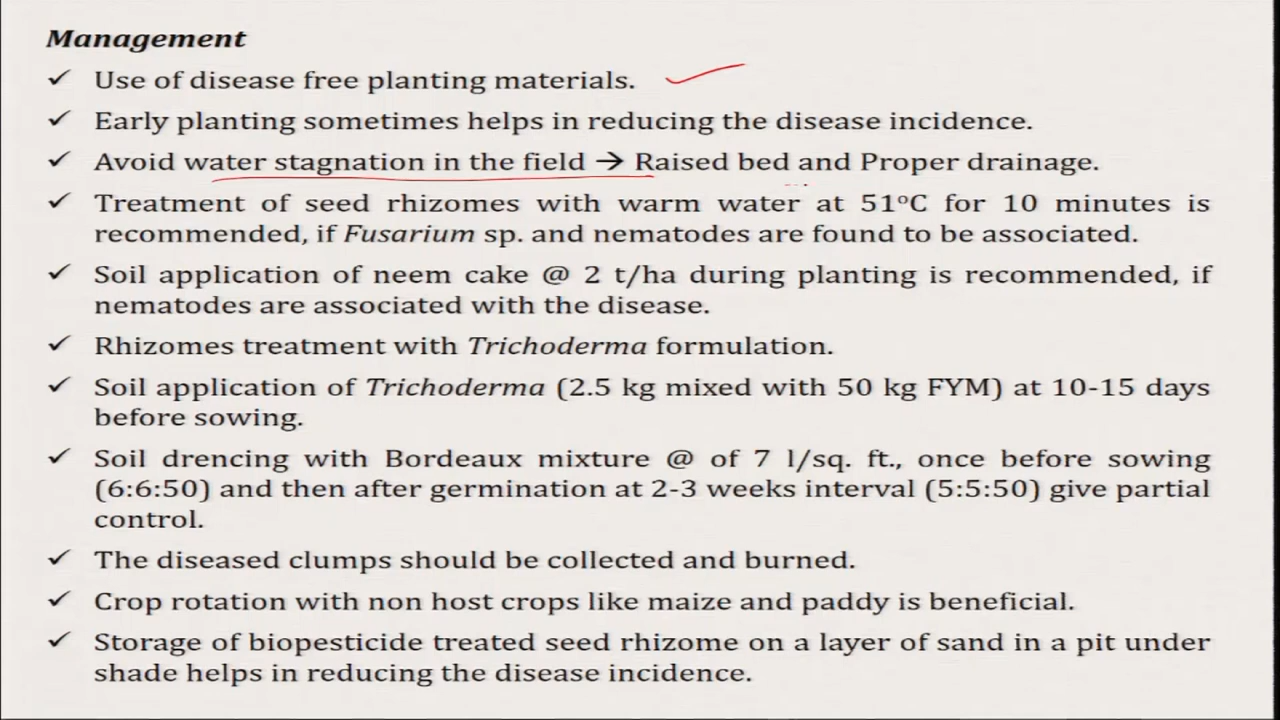 Management
✓ Use of disease free planting materials.
✓ Early planting sometimes helps in reducing the disease incidence.
✓ Avoid water stagnation in the field → Raised bed and Proper drainage.
✓ Treatment of seed rhizomes with warm water at 51°C for 10 minutes is
recommended, if Fusarium sp. and nematodes are found to be associated.
✓ Soil application of neem cake @ 2 t/ha during planting is recommended, if
nematodes are associated with the disease.
✓ Rhizomes treatment with Trichoderma formulation.
✓ Soil application of Trichoderma (2.5 kg mixed with 50 kg FYM) at 10-15 days
before sowing.
✓ Soil drencing with Bordeaux mixture @ of 7 l/sq. ft., once before sowing
(6:6:50) and then after germination at 2-3 weeks interval (5:5:50) give partial
control.
✓ The diseased clumps should be collected and burned.
✓ Crop rotation with non host crops like maize and paddy is beneficial.
✓ Storage of biopesticide treated seed rhizome on a layer of sand in a pit under
shade helps in reducing the disease incidence.